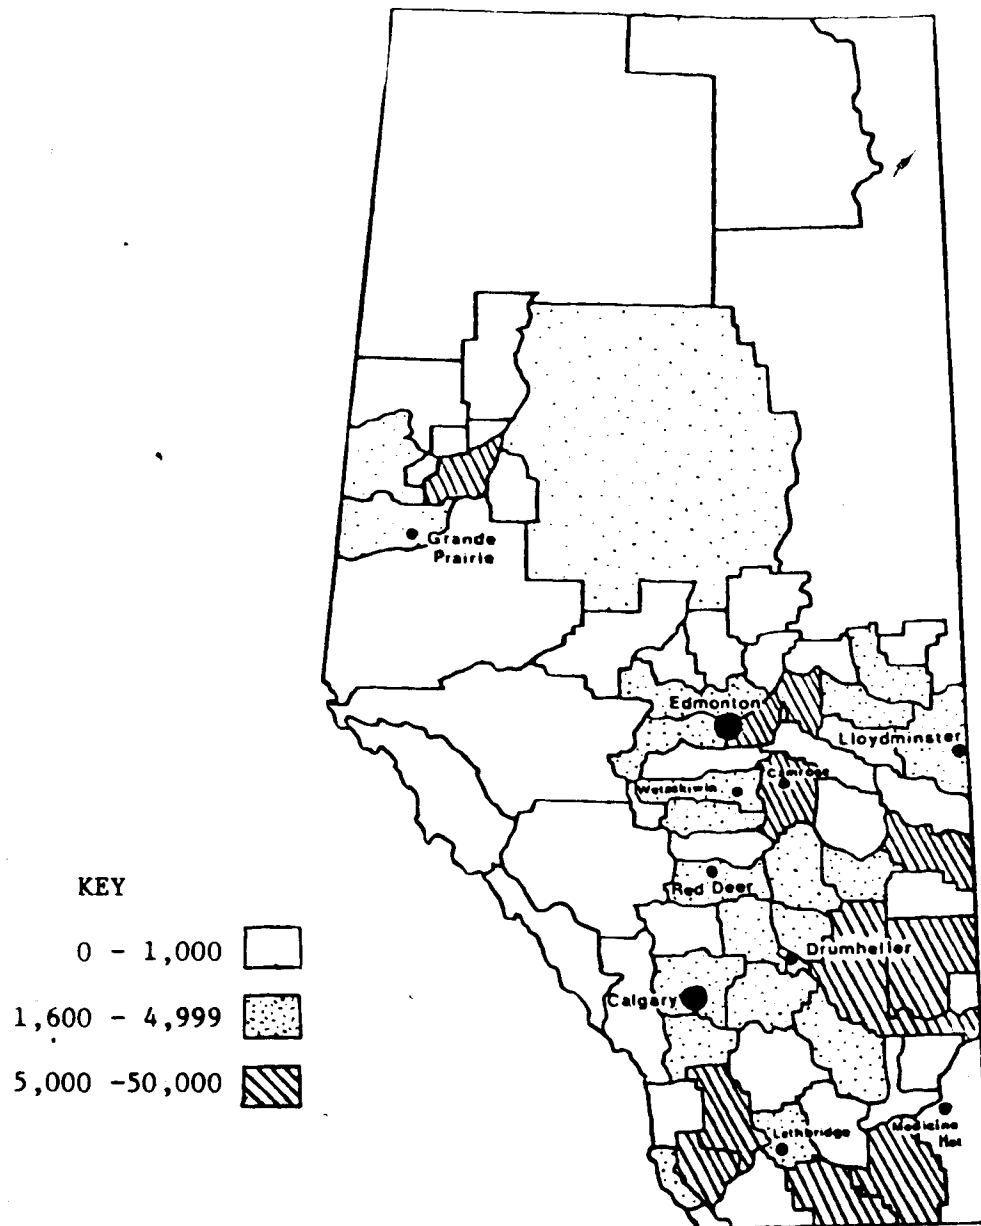 Grande
Prairie
Edmonton
Lloydminster
Camrose
Wetaskiwin
Red Deer
KEY
0 - 1,000
Drumheller
Calgary
1,600 - 4,999
5,000 -50,000
Lethbridge
Medicine
Hat